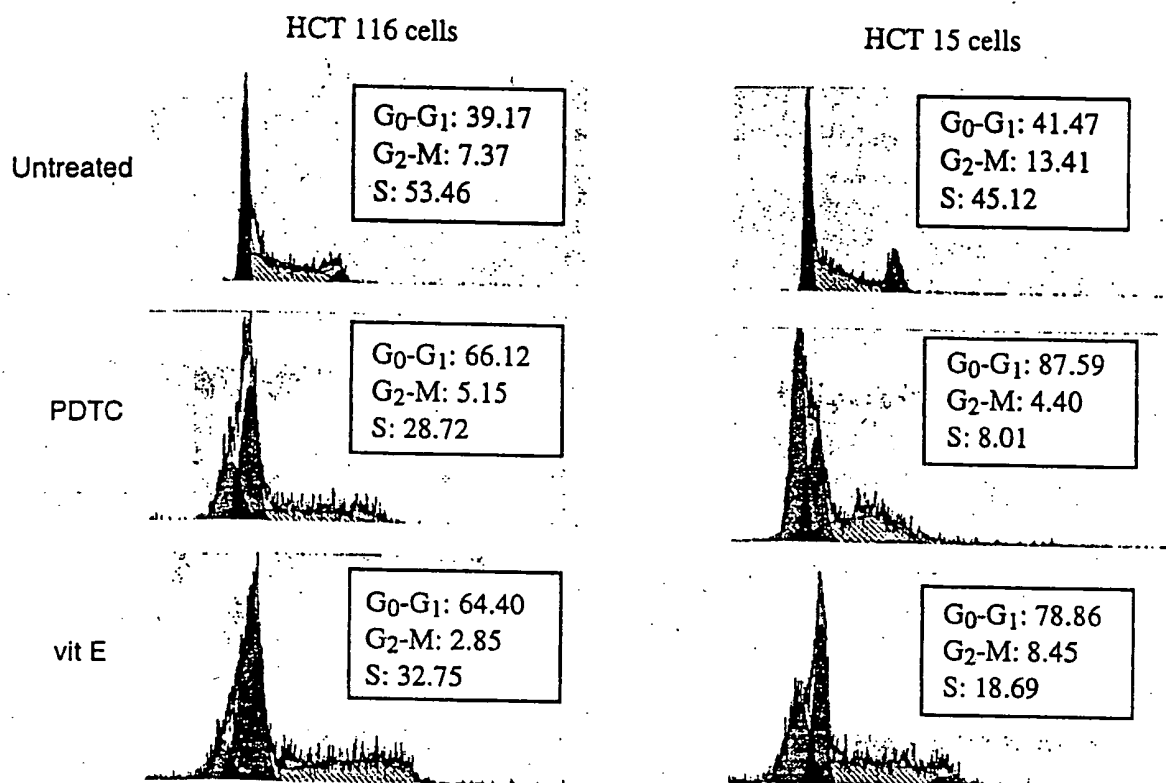 HCT 116 cells
HCT 15 cells
Untreated
G0-G1: 39.17
G2-M: 7.37
S: 53.46
G0-G1: 41.47
G2-M: 13.41
S: 45.12
PDTC
G0-G1: 66.12
G2-M: 5.15
S: 28.72
G0-G1: 87.59
G2-M: 4.40
S: 8.01
vit E
G0-G1: 64.40
G2-M: 2.85
S: 32.75
G0-G1: 78.86
G2-M: 8.45
S: 18.69